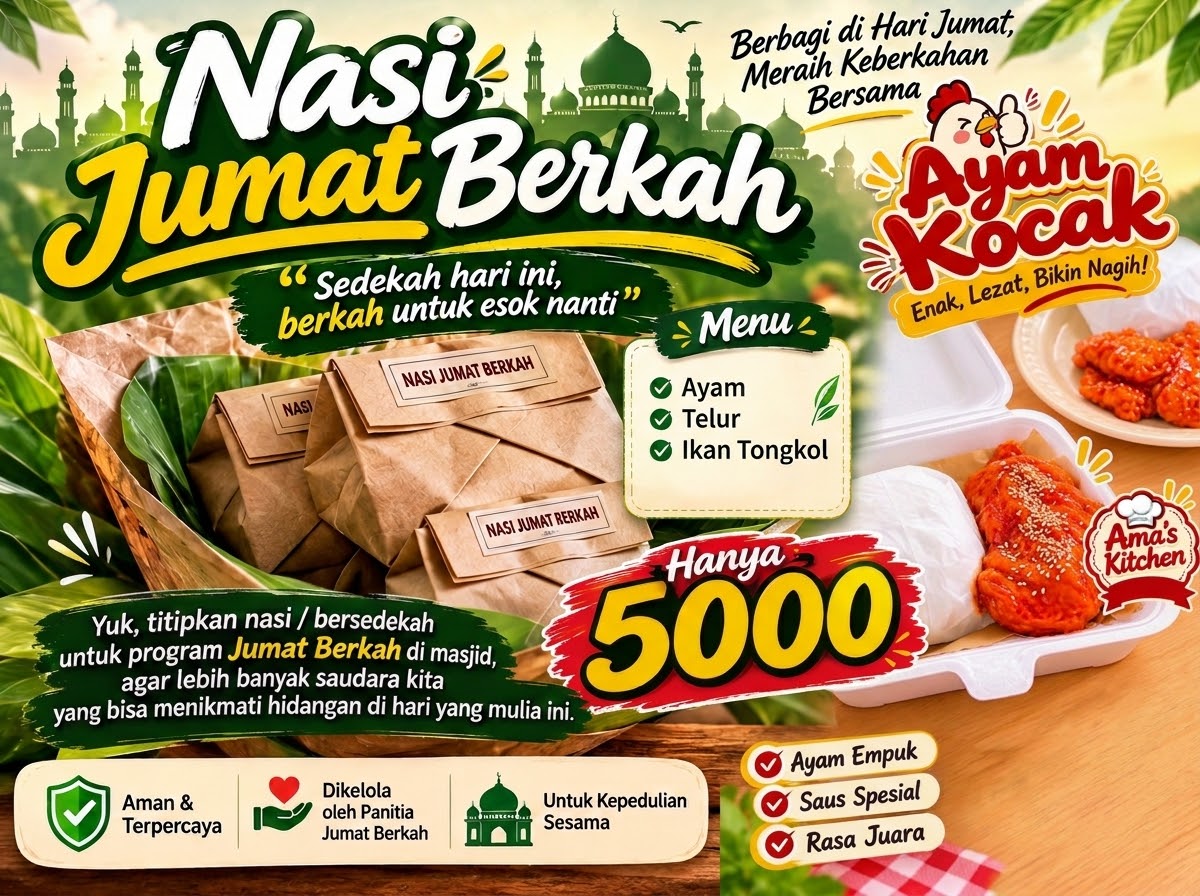 Nasi
Jumat Berkah
Berbagi di Hari Jumat,
Meraih Keberkahan
Bersama
Ayam
Kocak
Enak, Lezat, Bikin Nagih!
“ Sedekah hari ini,
berkah untuk esok nanti ”
Menu
Ayam
Telur
Ikan Tongkol
NASI JUMAT BERKAH
NASI
NASI JUMAT BERKAH
Ama's
Kitchen
Hanya
5000
Yuk, titipkan nasi / bersedekah
untuk program Jumat Berkah di masjid,
agar lebih banyak saudara kita
yang bisa menikmati hidangan di hari yang mulia ini.
Ayam Empuk
Saus Spesial
Rasa Juara
Aman &
Terpercaya
Dikelola
oleh Panitia
Jumat Berkah
Untuk Kepedulian
Sesama